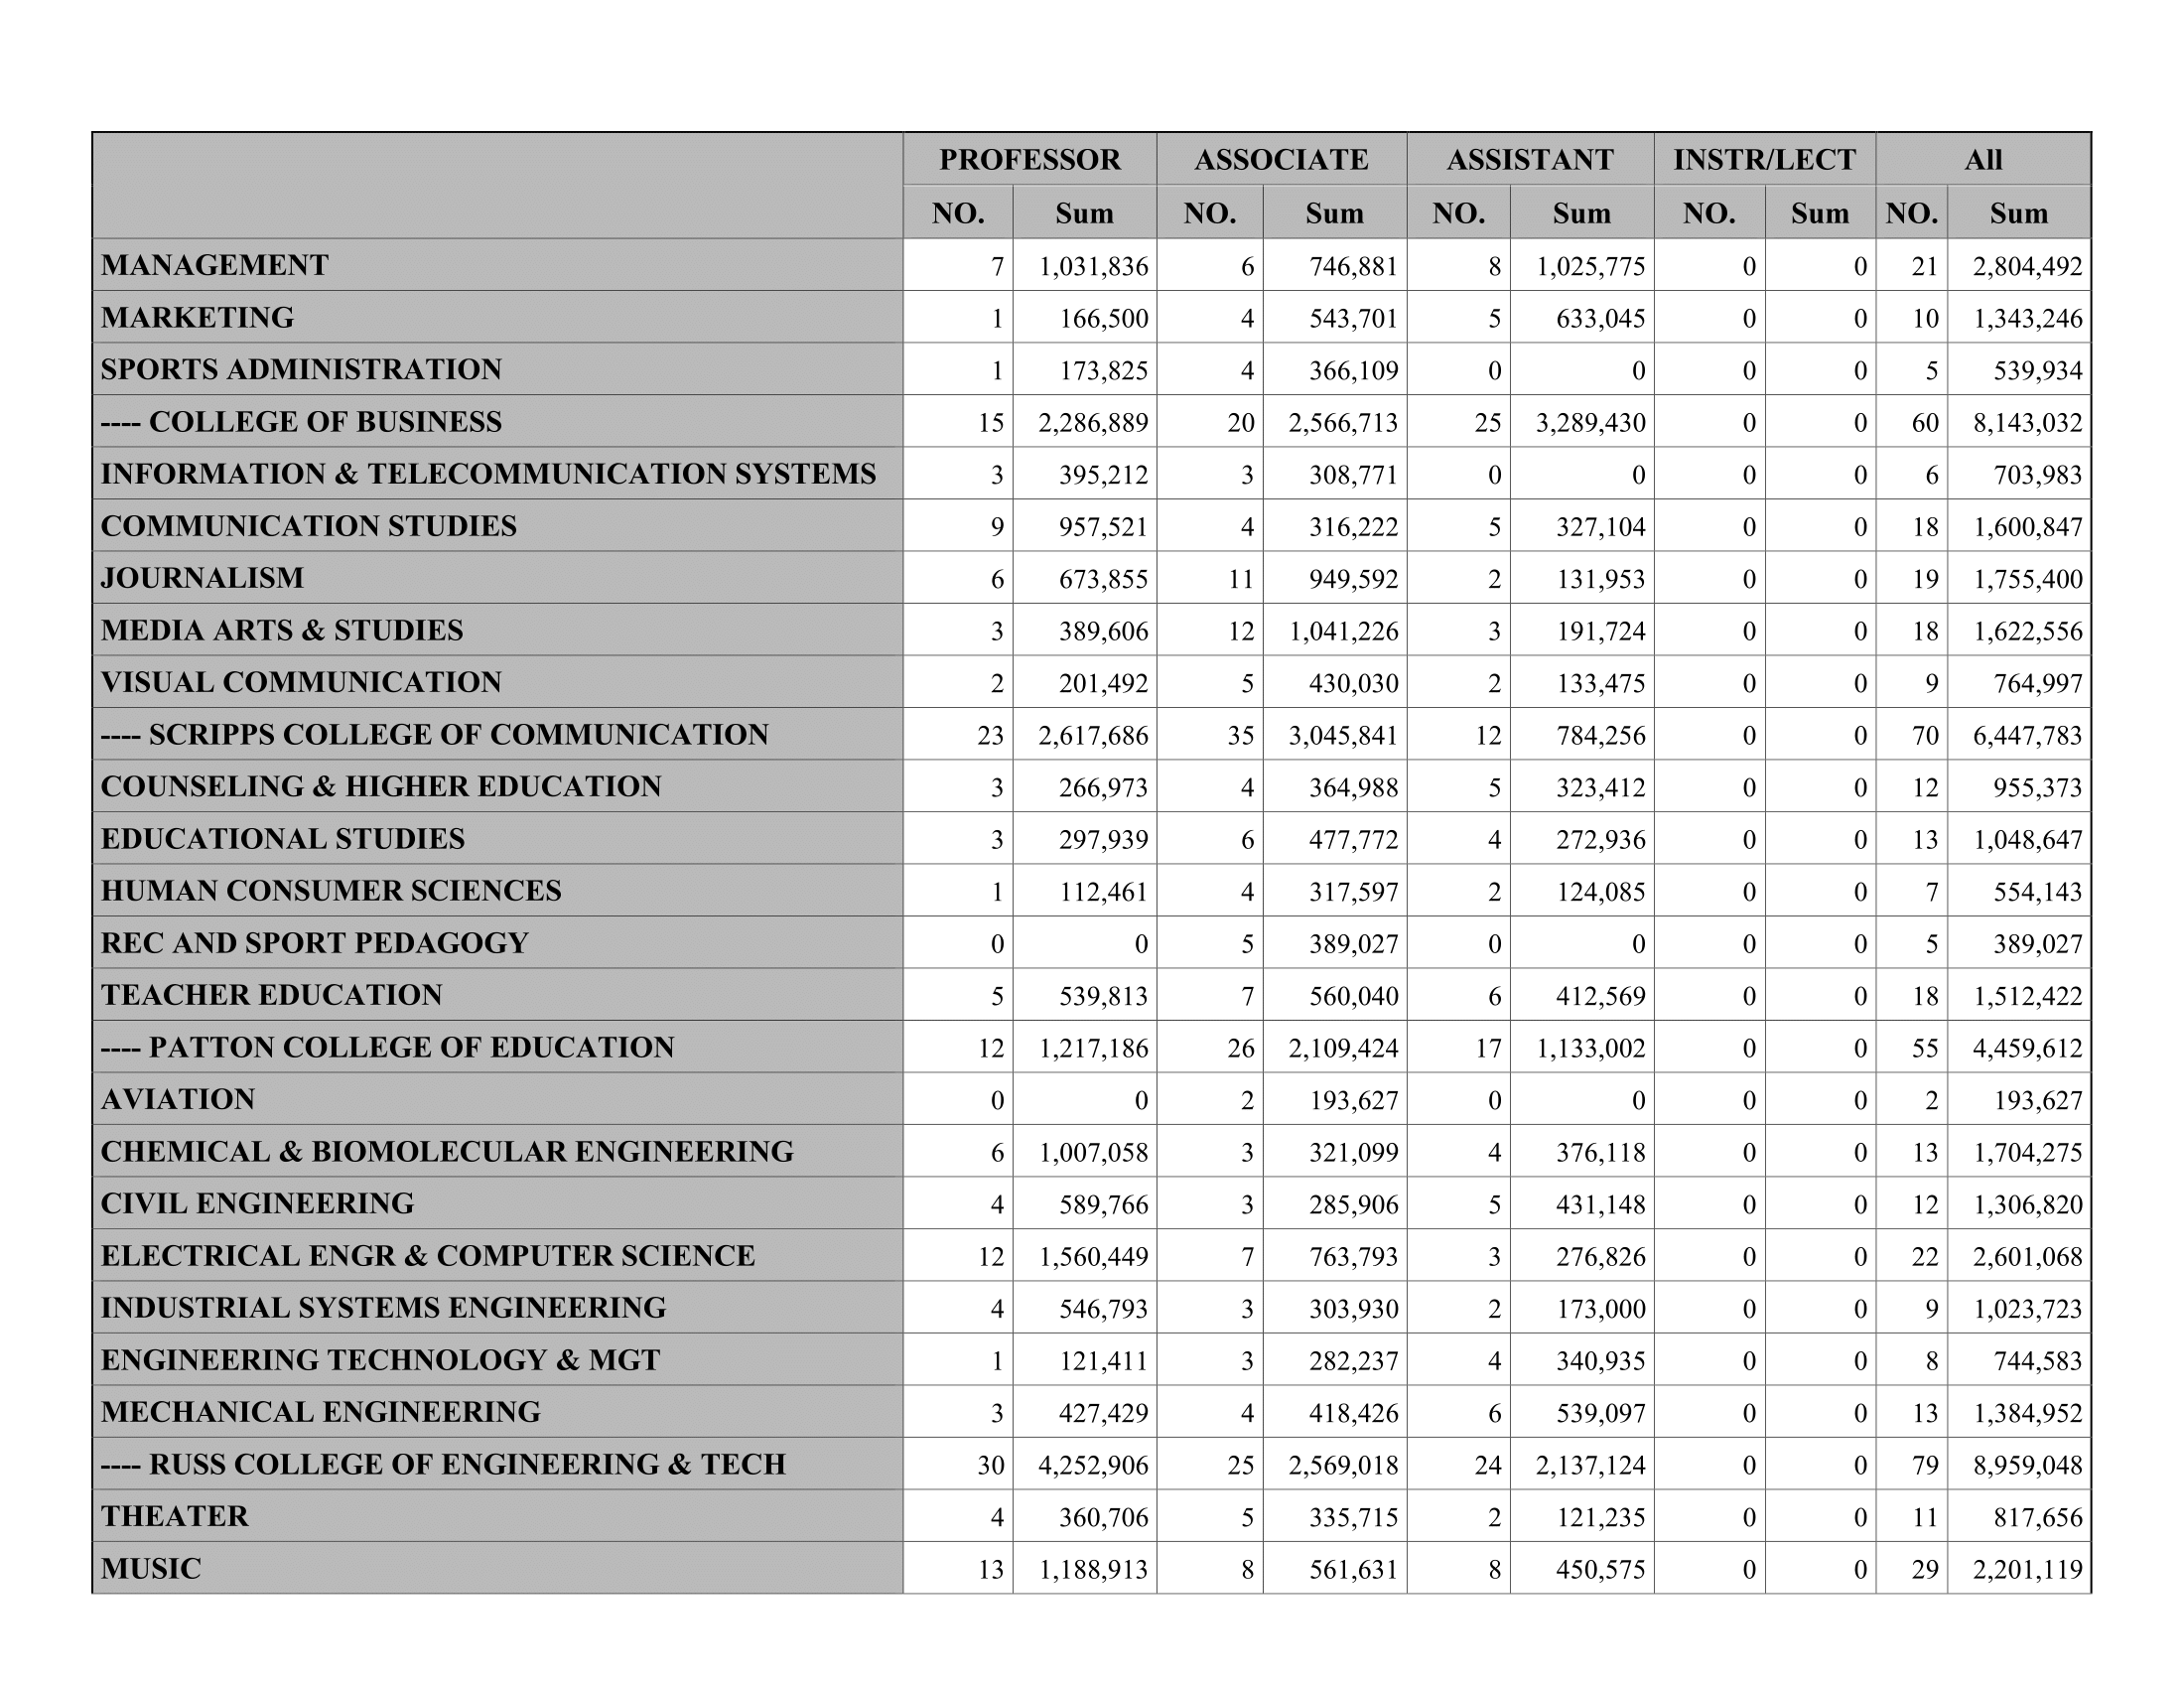 PROFESSOR ASSOCIATE ASSISTANT INSTR/LECT All
NO. Sum NO. Sum NO. Sum NO. Sum NO. Sum
MANAGEMENT 7 1,031,836 6 746,881 8 1,025,775 0 0 21 2,804,492
MARKETING 1 166,500 4 543,701 5 633,045 0 0 10 1,343,246
SPORTS ADMINISTRATION 1 173,825 4 366,109 0 0 0 0 5 539,934
---- COLLEGE OF BUSINESS 15 2,286,889 20 2,566,713 25 3,289,430 0 0 60 8,143,032
INFORMATION & TELECOMMUNICATION SYSTEMS 3 395,212 3 308,771 0 0 0 0 6 703,983
COMMUNICATION STUDIES 9 957,521 4 316,222 5 327,104 0 0 18 1,600,847
JOURNALISM 6 673,855 11 949,592 2 131,953 0 0 19 1,755,400
MEDIA ARTS & STUDIES 3 389,606 12 1,041,226 3 191,724 0 0 18 1,622,556
VISUAL COMMUNICATION 2 201,492 5 430,030 2 133,475 0 0 9 764,997
---- SCRIPPS COLLEGE OF COMMUNICATION 23 2,617,686 35 3,045,841 12 784,256 0 0 70 6,447,783
COUNSELING & HIGHER EDUCATION 3 266,973 4 364,988 5 323,412 0 0 12 955,373
EDUCATIONAL STUDIES 3 297,939 6 477,772 4 272,936 0 0 13 1,048,647
HUMAN CONSUMER SCIENCES 1 112,461 4 317,597 2 124,085 0 0 7 554,143
REC AND SPORT PEDAGOGY 0 0 5 389,027 0 0 0 0 5 389,027
TEACHER EDUCATION 5 539,813 7 560,040 6 412,569 0 0 18 1,512,422
---- PATTON COLLEGE OF EDUCATION 12 1,217,186 26 2,109,424 17 1,133,002 0 0 55 4,459,612
AVIATION 0 0 2 193,627 0 0 0 0 2 193,627
CHEMICAL & BIOMOLECULAR ENGINEERING 6 1,007,058 3 321,099 4 376,118 0 0 13 1,704,275
CIVIL ENGINEERING 4 589,766 3 285,906 5 431,148 0 0 12 1,306,820
ELECTRICAL ENGR & COMPUTER SCIENCE 12 1,560,449 7 763,793 3 276,826 0 0 22 2,601,068
INDUSTRIAL SYSTEMS ENGINEERING 4 546,793 3 303,930 2 173,000 0 0 9 1,023,723
ENGINEERING TECHNOLOGY & MGT 1 121,411 3 282,237 4 340,935 0 0 8 744,583
MECHANICAL ENGINEERING 3 427,429 4 418,426 6 539,097 0 0 13 1,384,952
---- RUSS COLLEGE OF ENGINEERING & TECH 30 4,252,906 25 2,569,018 24 2,137,124 0 0 79 8,959,048
THEATER 4 360,706 5 335,715 2 121,235 0 0 11 817,656
MUSIC 13 1,188,913 8 561,631 8 450,575 0 0 29 2,201,119